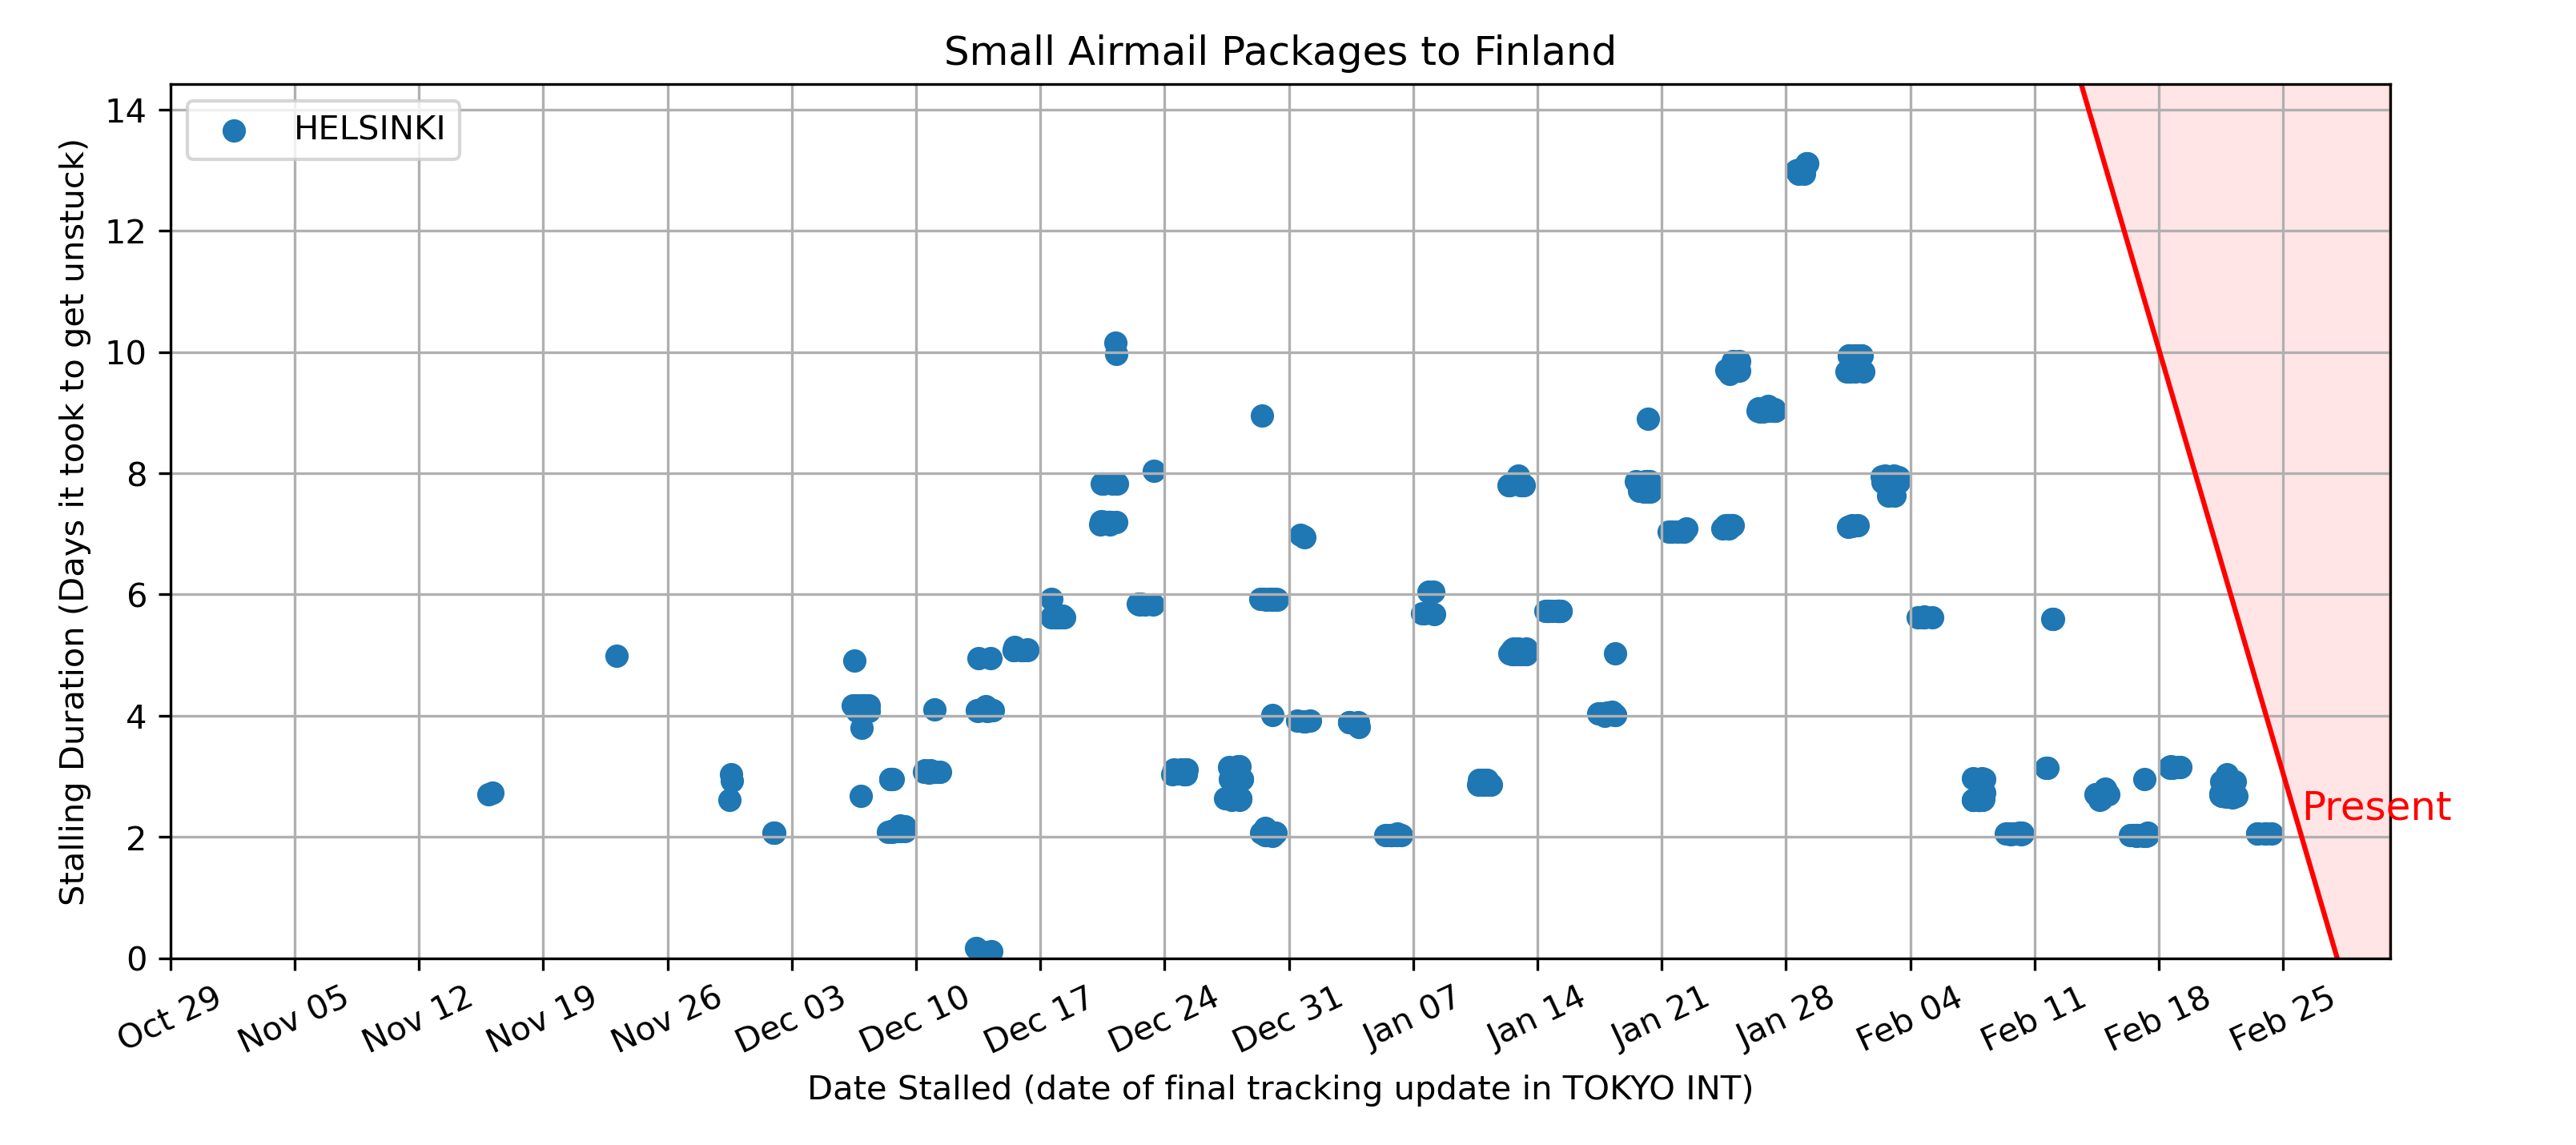 Small Airmail Packages to Finland
HELSINKI
Stalling Duration (Days it took to get unstuck)
14
12
10
8
6
4
2
0
Present
Oct 29
Nov 05
Nov 12
Nov 19
Nov 26
Dec 03
Dec 10
Dec 17
Dec 24
Dec 31
Jan 07
Jan 14
Jan 21
Jan 28
Feb 04
Feb 11
Feb 18
Feb 25
Date Stalled (date of final tracking update in TOKYO INT)